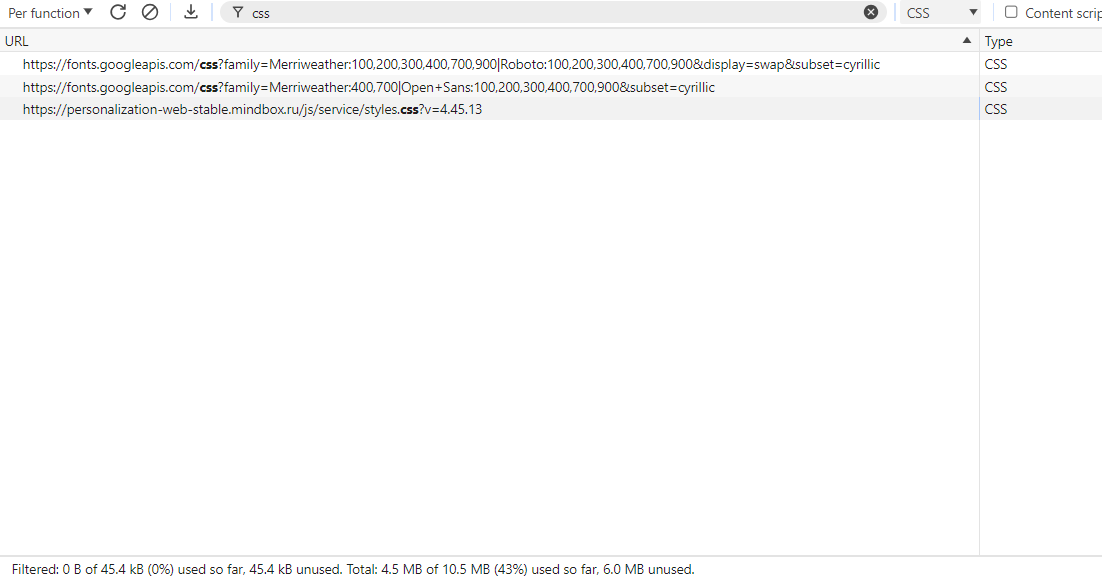 Per function css CSS Content scrip
URL Type
https://fonts.googleapis.com/css?family=Merriweather:100,200,300,400,700,900|Roboto:100,200,300,400,700,900&display=swap&subset=cyrillic CSS
https://fonts.googleapis.com/css?family=Merriweather:400,700|Open+Sans:100,200,300,400,700,900&subset=cyrillic CSS
https://personalization-web-stable.mindbox.ru/js/service/styles.css?v=4.45.13 CSS
Filtered: 0 B of 45.4 kB (0%) used so far, 45.4 kB unused. Total: 4.5 MB of 10.5 MB (43%) used so far, 6.0 MB unused.